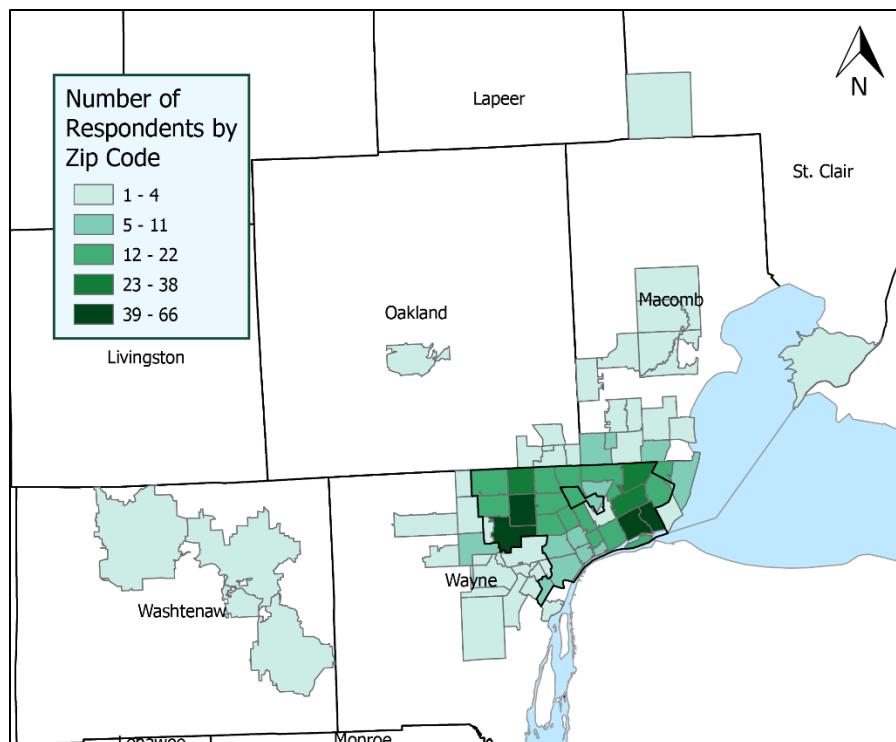 Number of
Respondents by
Zip Code
1 - 4
5 - 11
12 - 22
23 - 38
39 - 66
N
Lapeer
St. Clair
Macomb
Oakland
Livingston
Wayne
Washtenaw
Lenawee
Monroe